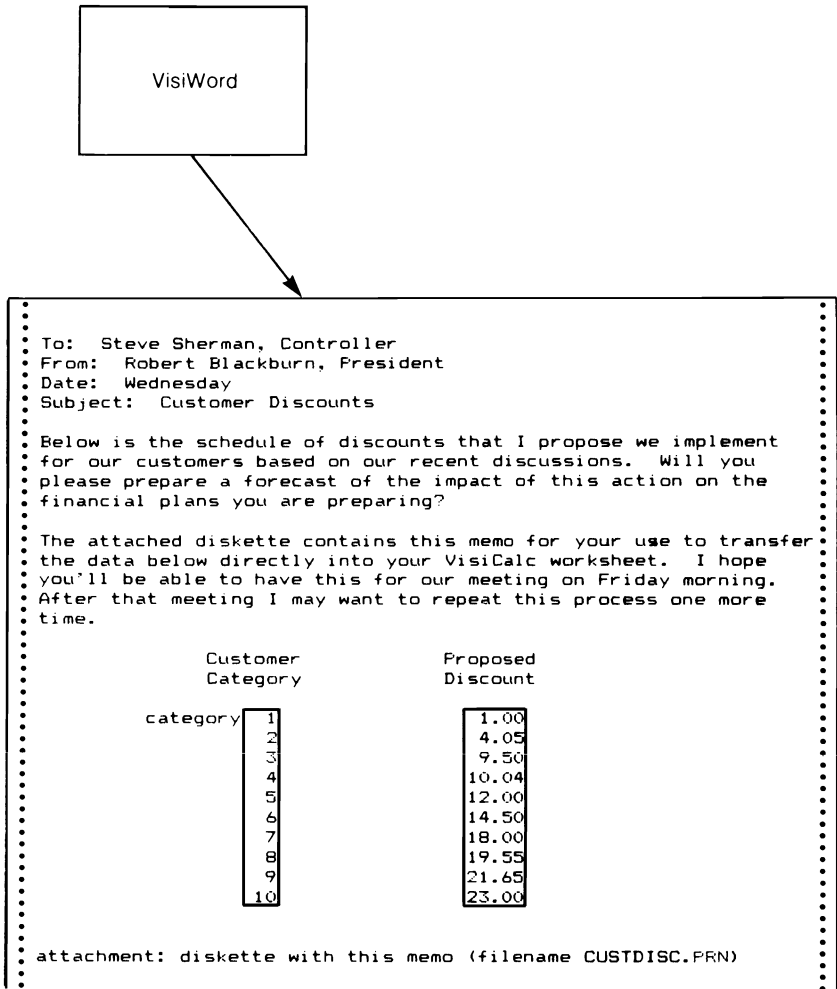 VisiWord
To: Steve Sherman, Controller
From: Robert Blackburn, President
Date: Wednesday
Subject: Customer Discounts
Below is the schedule of discounts that I propose we implement
for our customers based on our recent discussions. Will you
please prepare a forecast of the impact of this action on the
financial plans you are preparing?
The attached diskette contains this memo for your use to transfer
the data below directly into your VisiCalc worksheet. I hope
you'll be able to have this for our meeting on Friday morning.
After that meeting I may want to repeat this process one more
time.
Customer Proposed
Category Discount
category 1 1.00
2 4.05
3 9.50
4 10.04
5 12.00
6 14.50
7 18.00
8 19.55
9 21.65
10 23.00
attachment: diskette with this memo (filename CUSTDISC.PRN)